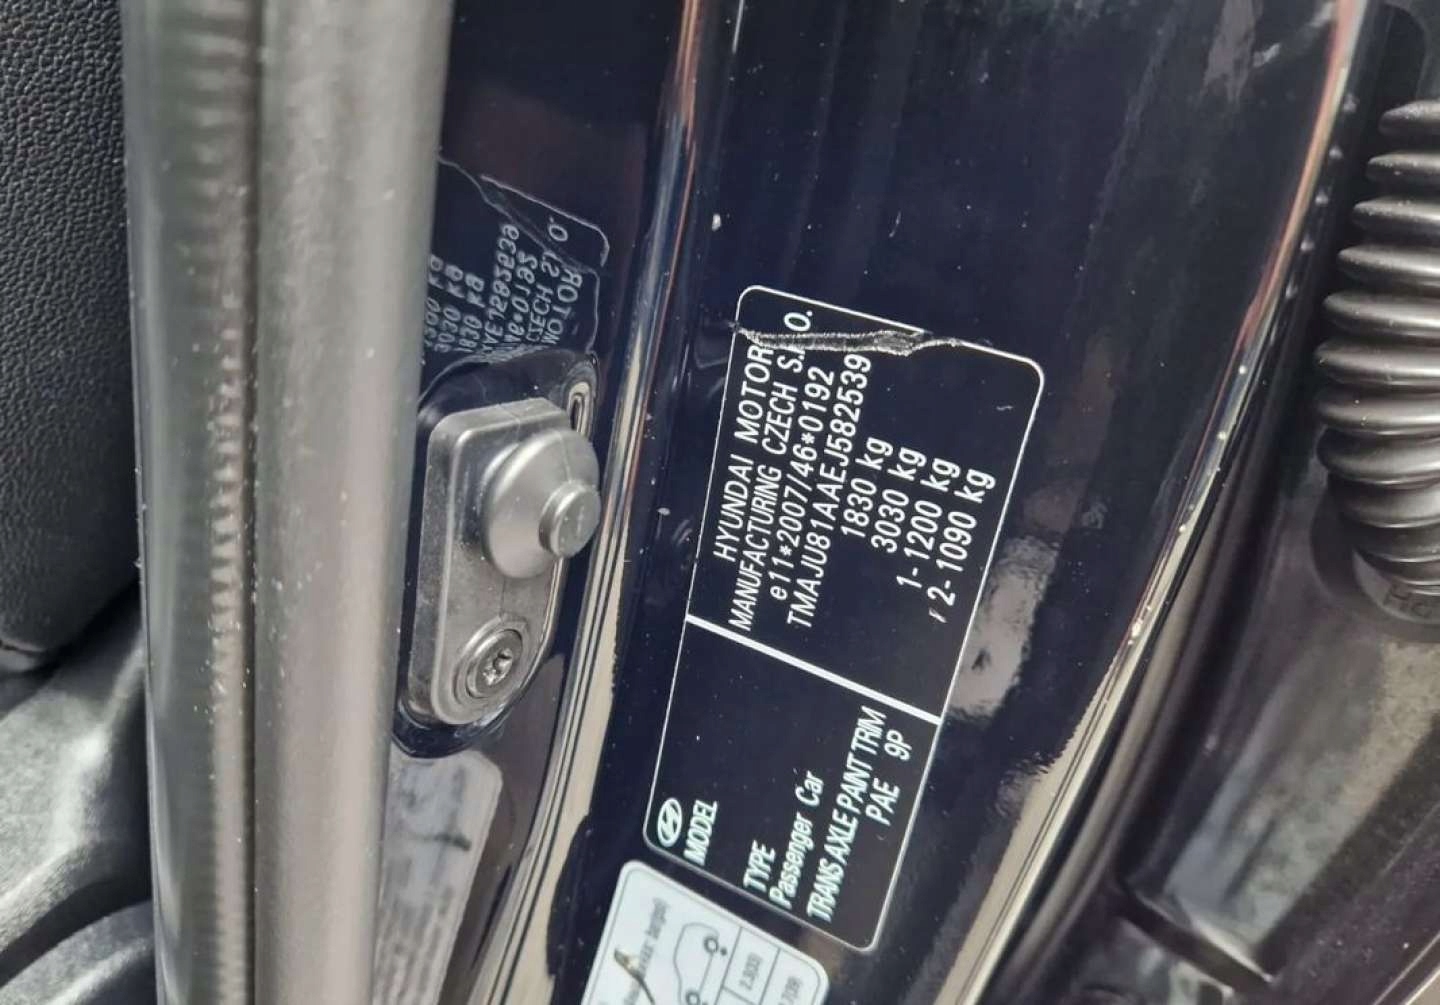 HYUNDAI MOTOR
MANUFACTURING CZECH S. O.
e11*2007/46*0192
TMAJU81AAEJ582539
1830 kg
3030 kg
1-1200 kg
2-1090 kg
MODEL
TYPE
Passenger Car
TRANS AXLE PAINT TRIM
PAE 9P